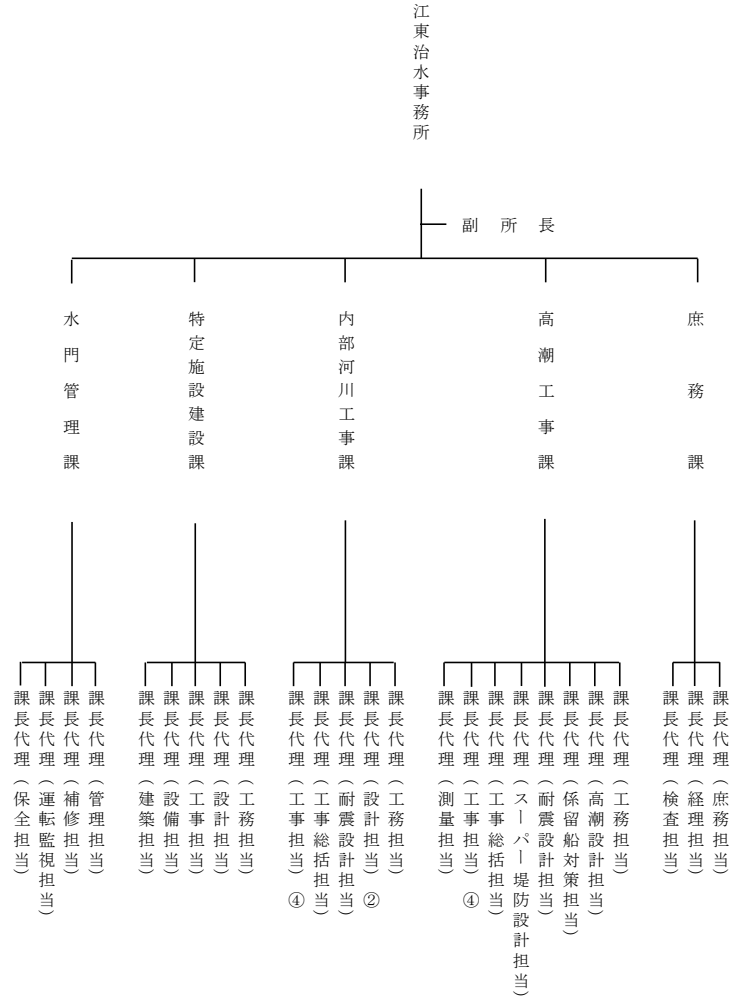 江東治水事務所
副所長
庶務課
高潮工事課
内部河川工事課
特定施設建設課
水門管理課
課長代理(庶務担当)
課長代理(経理担当)
課長代理(検査担当)
課長代理(工務担当)
課長代理(高潮設計担当)
課長代理(係留船対策担当)
課長代理(耐震設計担当)
課長代理(スーパー堤防設計担当)
課長代理(工事総括担当)
課長代理(工事担当)④
課長代理(測量担当)
課長代理(工務担当)
課長代理(設計担当)②
課長代理(耐震設計担当)
課長代理(工事総括担当)
課長代理(工事担当)④
課長代理(工務担当)
課長代理(設計担当)
課長代理(工事担当)
課長代理(設備担当)
課長代理(建築担当)
課長代理(管理担当)
課長代理(補修担当)
課長代理(運転監視担当)
課長代理(保全担当)